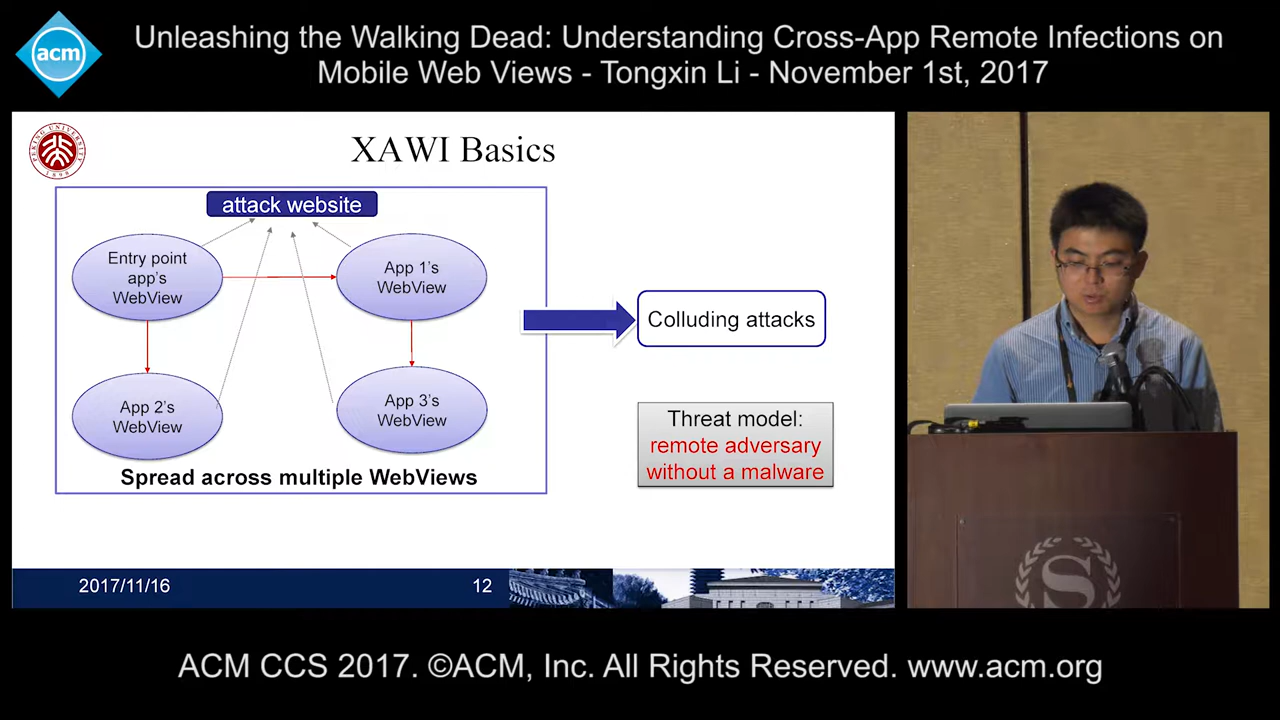 acm
Unleashing the Walking Dead: Understanding Cross-App Remote Infections on
Mobile Web Views - Tongxin Li - November 1st, 2017
PEKING UNIVERSITY
1898
XAWI Basics
attack website
Entry point
app's
WebView
App 1's
WebView
App 2's
WebView
App 3's
WebView
Spread across multiple WebViews
Colluding attacks
Threat model:
remote adversary
without a malware
2017/11/16
12
S
ACM CCS 2017. ©ACM, Inc. All Rights Reserved. www.acm.org